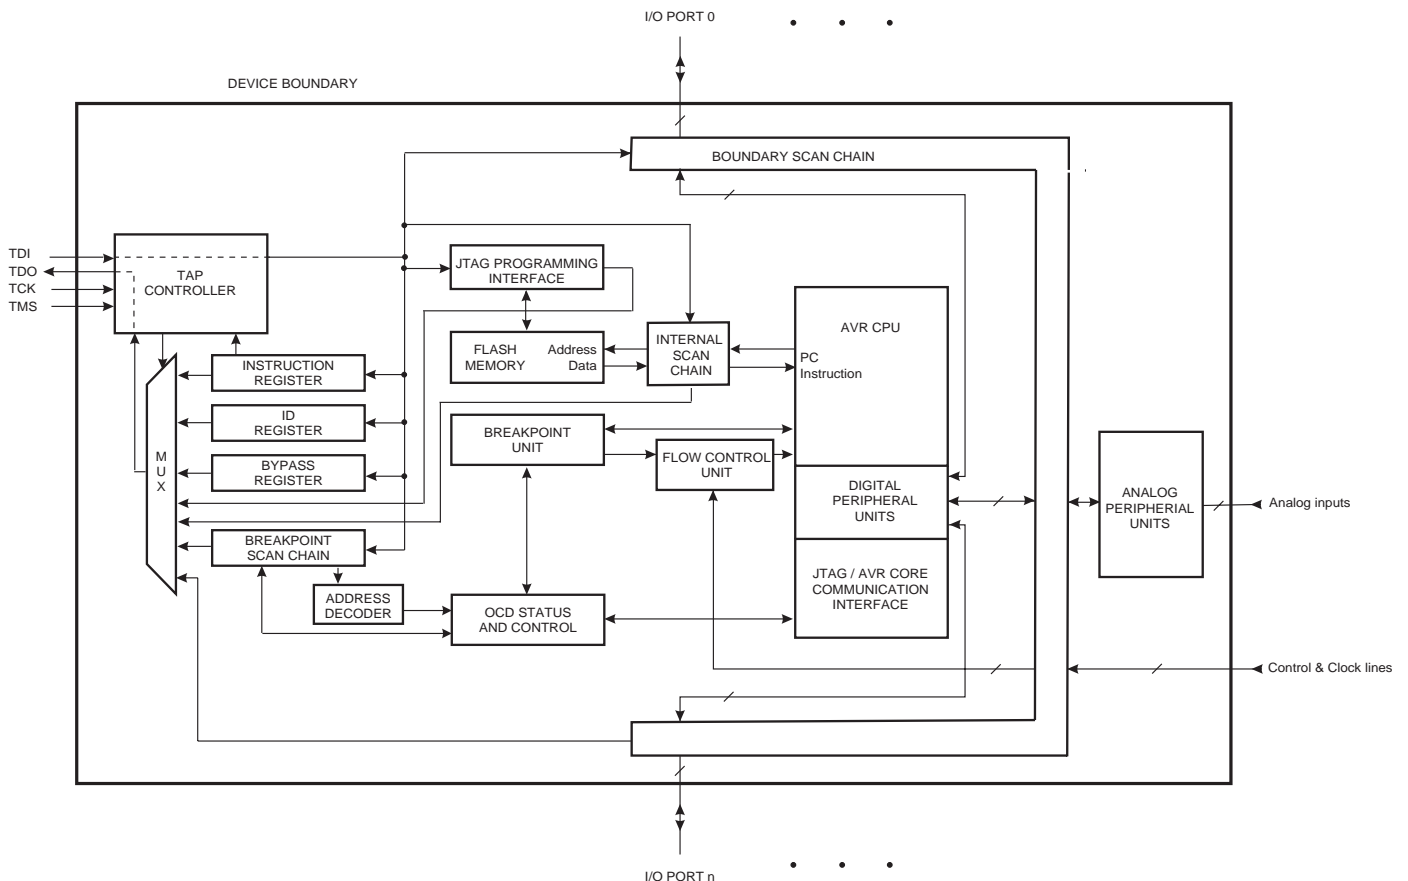 I/O PORT 0
DEVICE BOUNDARY
BOUNDARY SCAN CHAIN
TDI
TDO
TCK
TMS
TAP
CONTROLLER
JTAG PROGRAMMING
INTERFACE
FLASH
MEMORY
Address
Data
INTERNAL
SCAN
CHAIN
AVR CPU
PC
Instruction
INSTRUCTION
REGISTER
ID
REGISTER
BYPASS
REGISTER
M
U
X
BREAKPOINT
UNIT
FLOW CONTROL
UNIT
DIGITAL
PERIPHERAL
UNITS
ANALOG
PERIPHERIAL
UNITS
Analog inputs
BREAKPOINT
SCAN CHAIN
ADDRESS
DECODER
OCD STATUS
AND CONTROL
JTAG / AVR CORE
COMMUNICATION
INTERFACE
Control & Clock lines
I/O PORT n